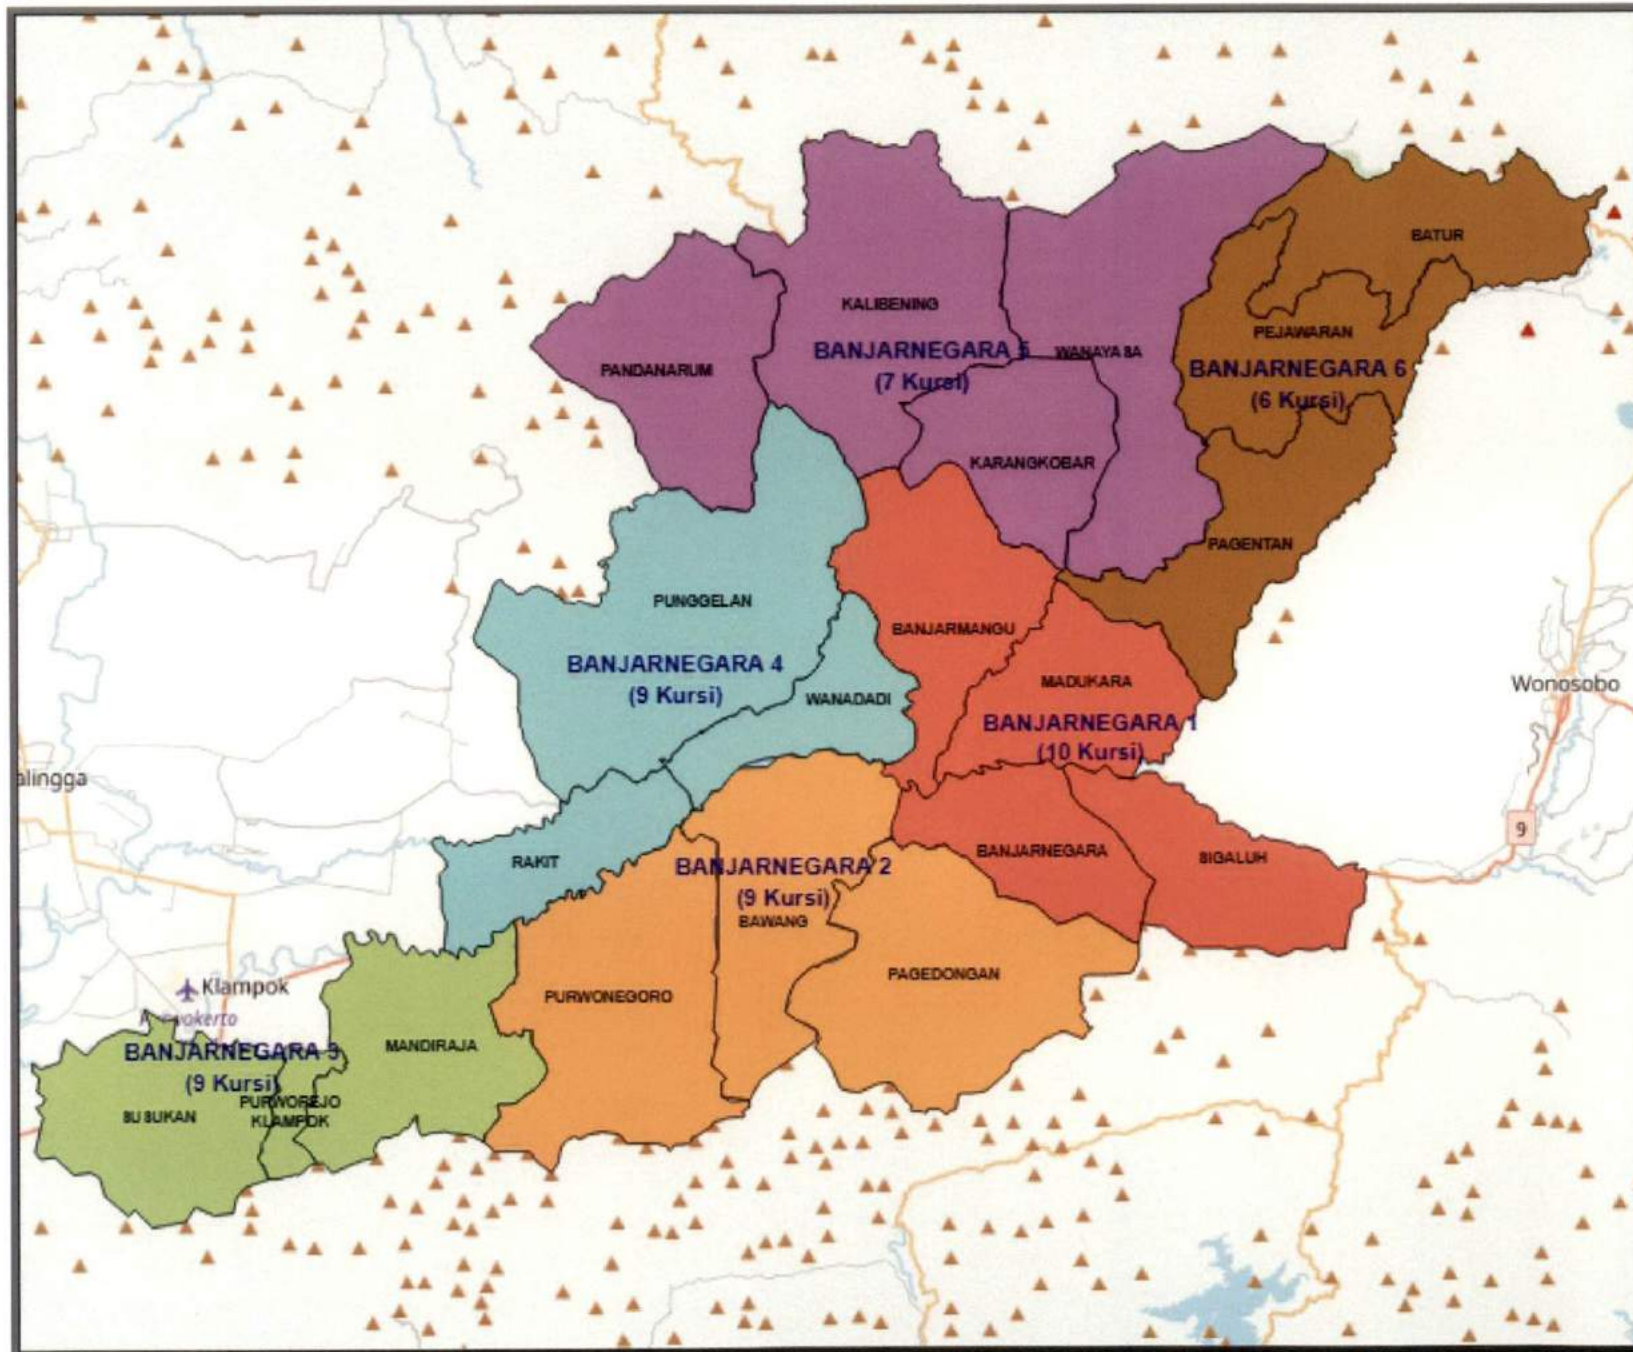 BATUR
KALIBENING
PEJAWARAN
BANJARNEGARA 5
(7 Kursi)
WANAYASA
BANJARNEGARA 6
(6 Kursi)
PANDANARUM
KARANGKOBAR
PAGENTAN
PUNGGELAN
BANJARMANGU
BANJARNEGARA 4
(9 Kursi)
WANADADI
MADUKARA
BANJARNEGARA 1
(10 Kursi)
Wonosobo
alingga
9
RAKIT
BANJARNEGARA 2
(9 Kursi)
BAWANG
BANJARNEGARA
SIGALUH
PAGEDONGAN
PURWONEGORO
Klampok
MANDIRAJA
BANJARNEGARA 3
(9 Kursi)
SUSUKAN
PURWOREJO
KLAMPOK